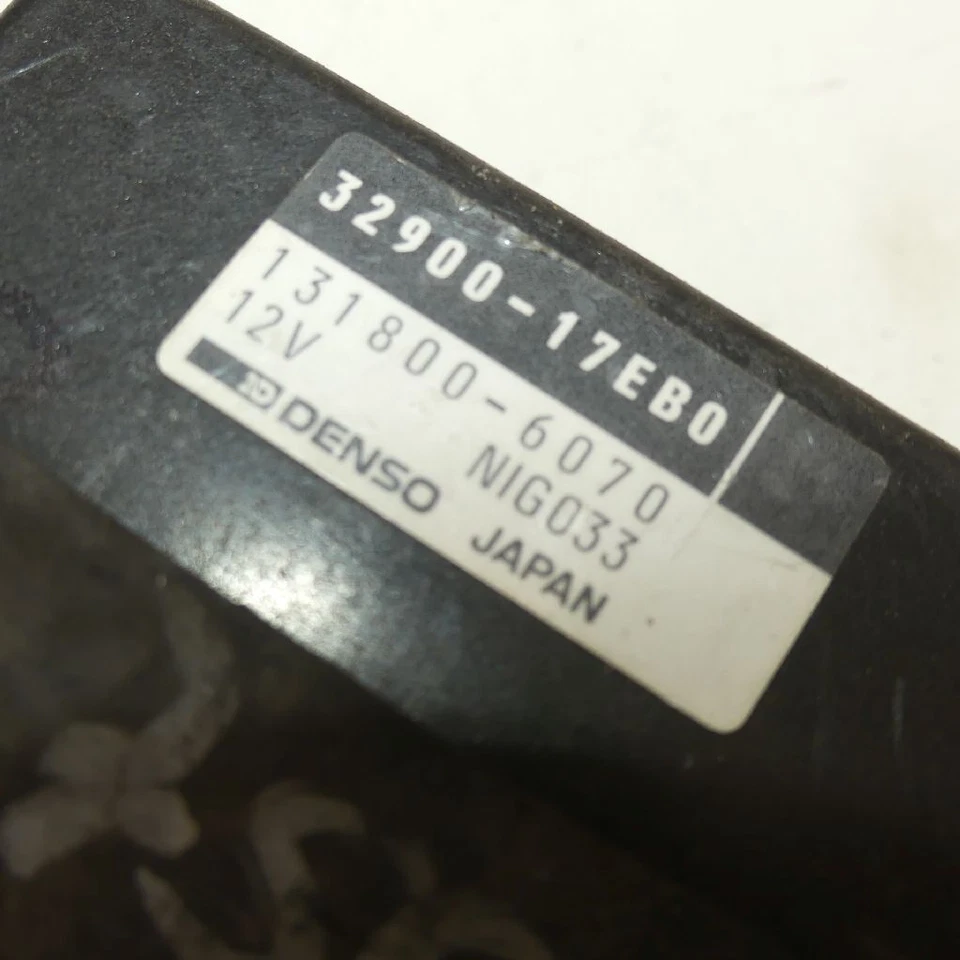 32900-17EB0
131800-6070
12V NIG033
DENSO JAPAN